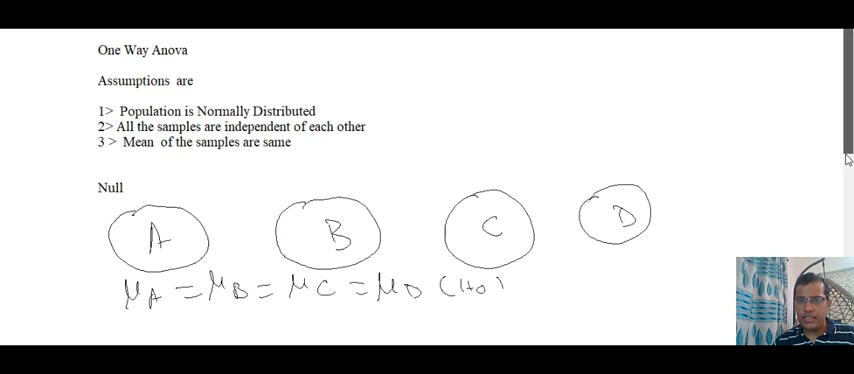 One Way Anova
Assumptions are
1> Population is Normally Distributed
2> All the samples are independent of each other
3 > Mean of the samples are same
Null
A B C D
μA = μB = μC = μD (H0)